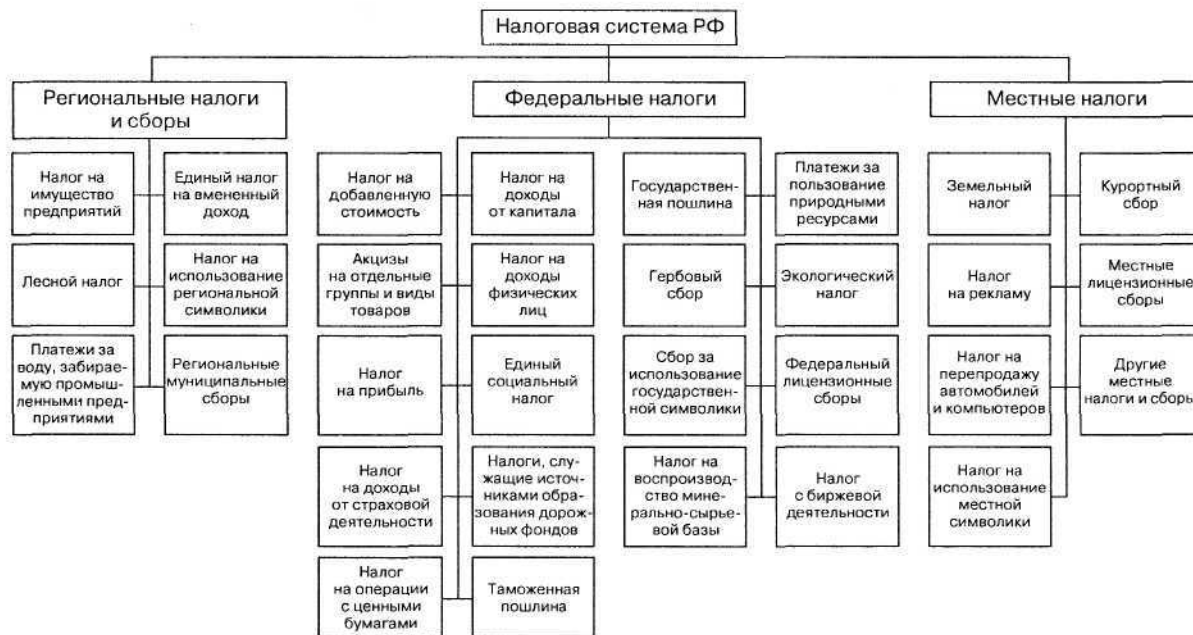 Налоговая система РФ
Региональные налоги
и сборы
Федеральные налоги
Местные налоги
Налог на
имущество
предприятий
Единый налог
на вмененный
доход
Лесной налог
Налог на
использование
региональной
символики
Платежи за
воду, забирае-
мую промыш-
ленными пред-
приятиями
Региональные
муниципальные
сборы
Налог на
добавленную
стоимость
Налог на
доходы
от капитала
Акцизы
на отдельные
группы и виды
товаров
Налог на
доходы
физических
лиц
Налог
на прибыль
Единый
социальный
налог
Налог
на доходы
от страховой
деятельности
Налоги, слу-
жащие источ-
никами обра-
зования дорож-
ных фондов
Налог
на операции
с ценными
бумагами
Таможенная
пошлина
Государствен-
ная пошлина
Платежи за
пользование
природными
ресурсами
Гербовый
сбор
Экологический
налог
Сбор за
использование
государствен-
ной символики
Федеральный
лицензионные
сборы
Налог на
воспроизвод-
ство мине-
рально-сырье-
вой базы
Налог
с биржевой
деятельности
Земельный
налог
Курортный
сбор
Налог
на рекламу
Местные
лицензионные
сборы
Налог на
перепродажу
автомобилей
и компьютеров
Другие
местные
налоги и сборы
Налог на
использование
местной
символики